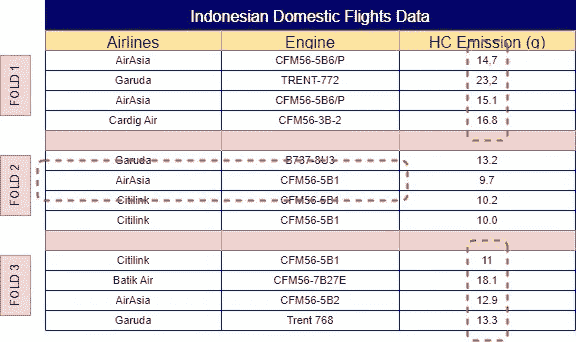 Indonesian Domestic Flights Data
Airlines Engine HC Emission (g)
FOLD 1
AirAsia CFM56-5B6/P 14,7
Garuda TRENT-772 23,2
AirAsia CFM56-5B6/P 15.1
Cardig Air CFM56-3B-2 16.8
FOLD 2
Garuda B737-8U3 13.2
AirAsia CFM56-5B1 9.7
Citilink CFM56-5B1 10.2
Citilink CFM56-5B1 10.0
FOLD 3
Citilink CFM56-5B1 11
Batik Air CFM56-7B27E 18.1
AirAsia CFM56-5B2 12.9
Garuda Trent 768 13.3